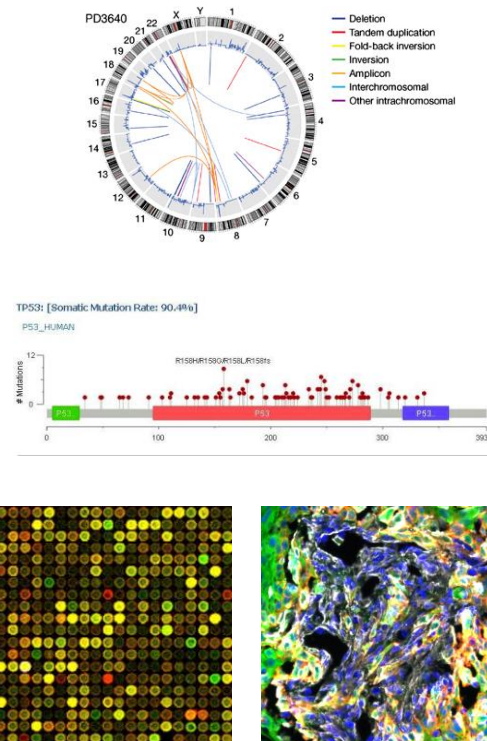 PD3640
Deletion
Tandem duplication
Fold-back inversion
Inversion
Amplicon
Interchromosomal
Other intrachromosomal
X
Y
1
2
3
4
5
6
7
8
9
10
11
12
13
14
15
16
17
18
19
20
21
22
TP53: [Somatic Mutation Rate: 90.4%]
P53_HUMAN
R158H/R158G/R158L/R158fs
# Mutations
12
0
P53
P53
P53..
0 100 200 300 393